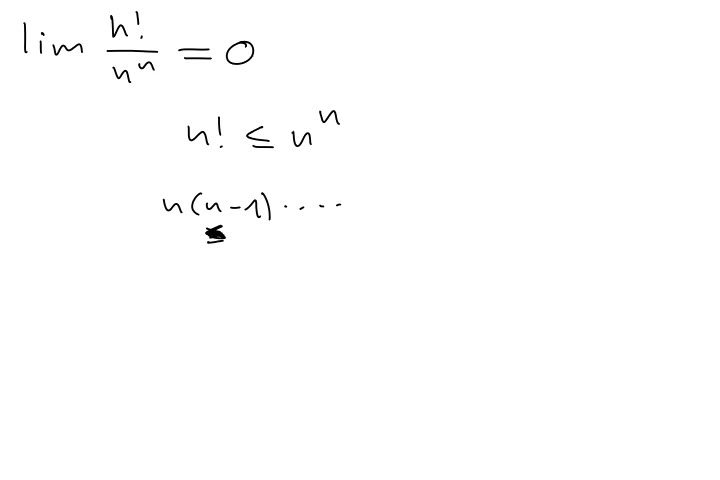 lim n!/n^n = 0
n! ≤ n^n
n(n-1)....
≤